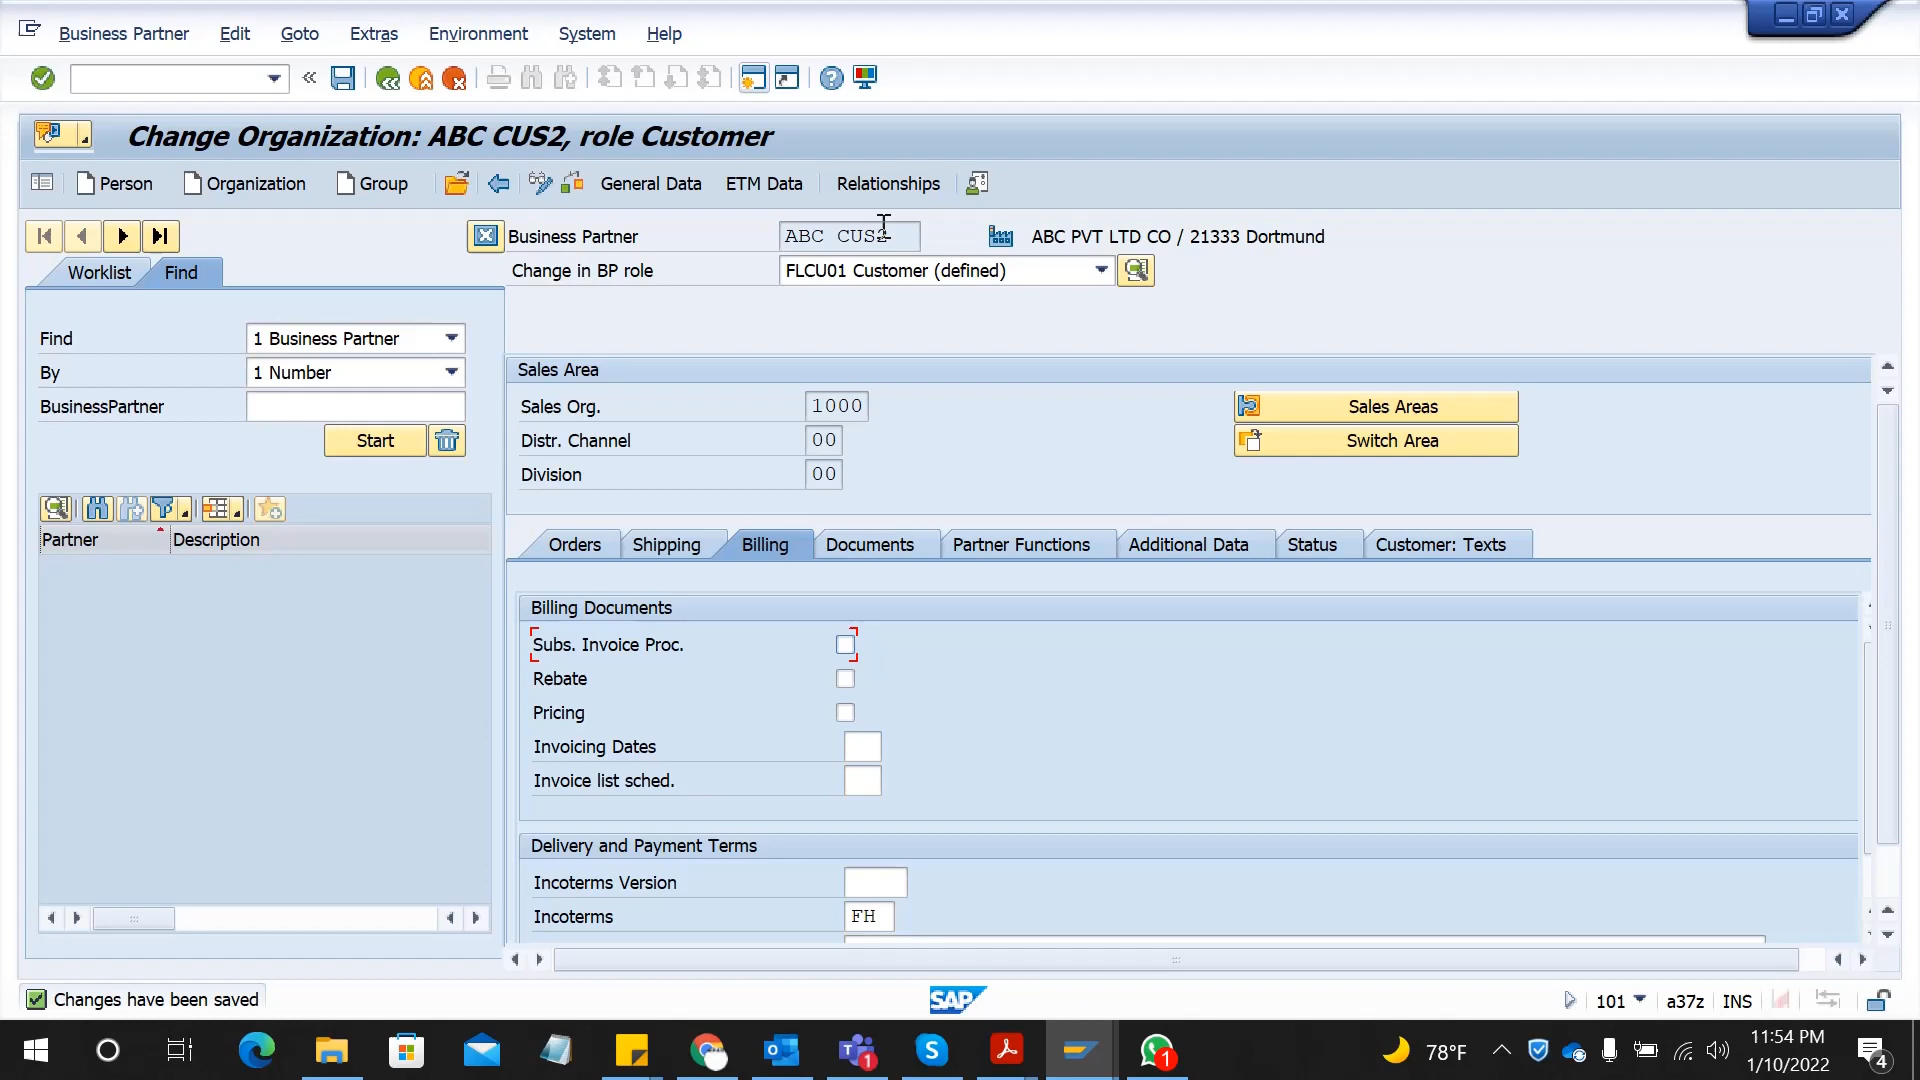 Business Partner Edit Goto Extras Environment System Help
Change Organization: ABC CUS2, role Customer
Person Organization Group General Data ETM Data Relationships
Business Partner ABC CUS2 ABC PVT LTD CO / 21333 Dortmund
Worklist Find
Change in BP role FLCU01 Customer (defined)
Find 1 Business Partner
By 1 Number
BusinessPartner
Start
Partner Description
Sales Area
Sales Org. 1000 Sales Areas
Distr. Channel 00 Switch Area
Division 00
Orders Shipping Billing Documents Partner Functions Additional Data Status Customer: Texts
Billing Documents
Subs. Invoice Proc.
Rebate
Pricing
Invoicing Dates
Invoice list sched.
Delivery and Payment Terms
Incoterms Version
Incoterms FH
Changes have been saved
SAP
101 a37z INS
1 1 78°F 11:54 PM
1/10/2022 4